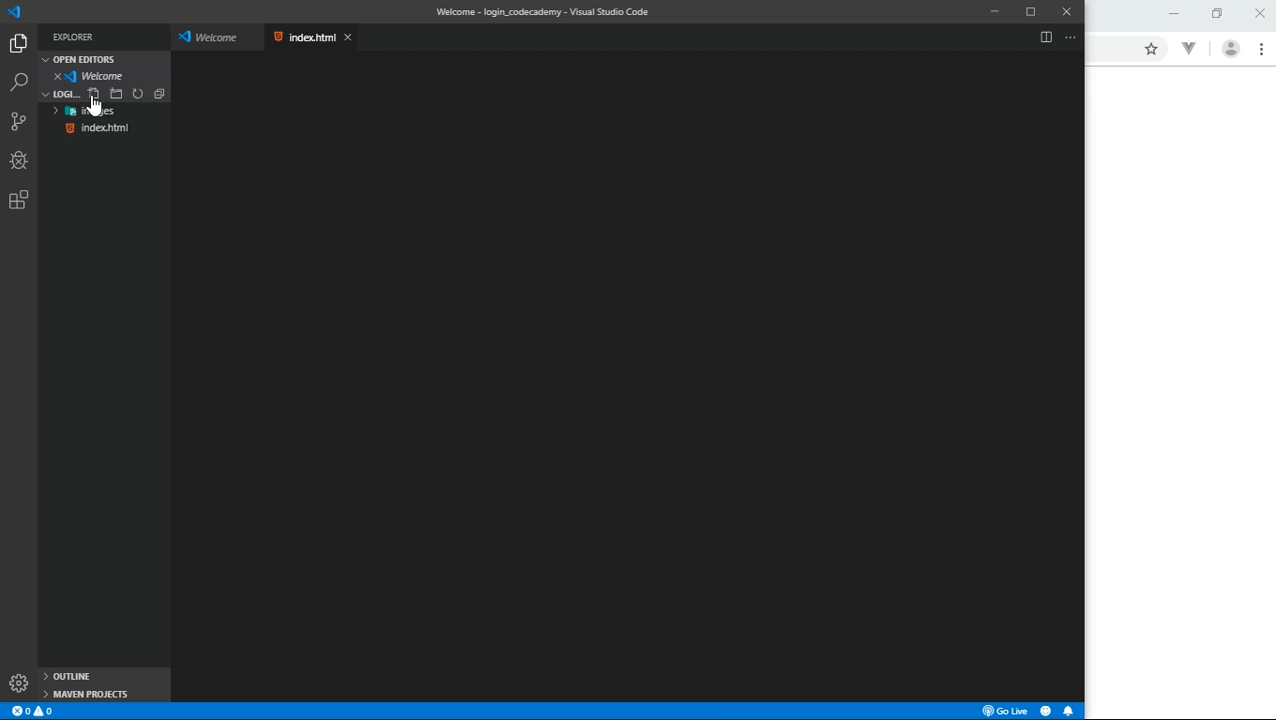 Welcome - login_codecademy - Visual Studio Code
EXPLORER
Welcome
index.html
OPEN EDITORS
Welcome
LOGI...
index.html
OUTLINE
MAVEN PROJECTS
0 0
Go Live